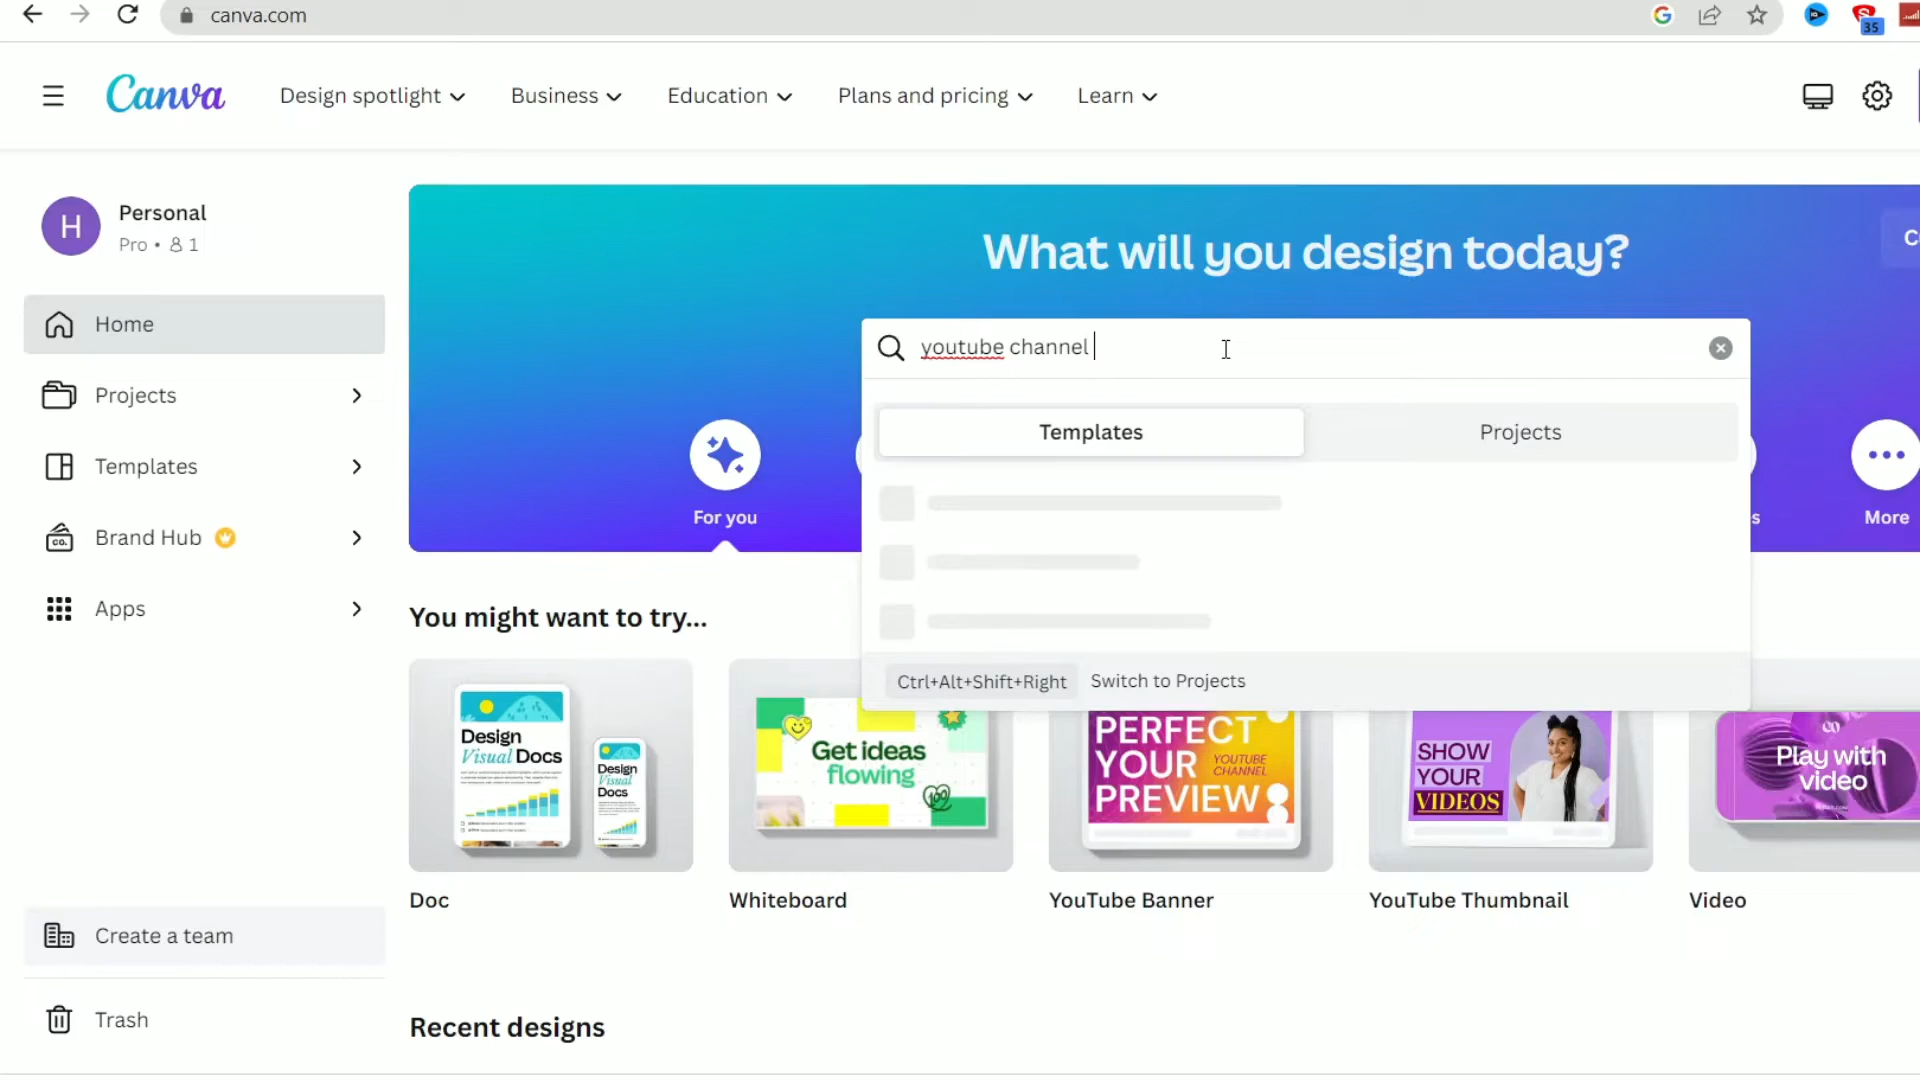 canva.com
35
Canva
Design spotlight
Business
Education
Plans and pricing
Learn
H
Personal
Pro • 1
Home
Projects
Templates
Brand Hub
CO.
Apps
Create a team
Trash
What will you design today?
youtube channel
Templates
Projects
Ctrl+Alt+Shift+Right Switch to Projects
For you
More
You might want to try...
Design
Visual Docs
Design
Visual
Docs
Get ideas
flowing
100
PERFECT
YOUR
PREVIEW
YOUTUBE
CHANNEL
SHOW
YOUR
VIDEOS
Play with
video
Doc
Whiteboard
YouTube Banner
YouTube Thumbnail
Video
Recent designs